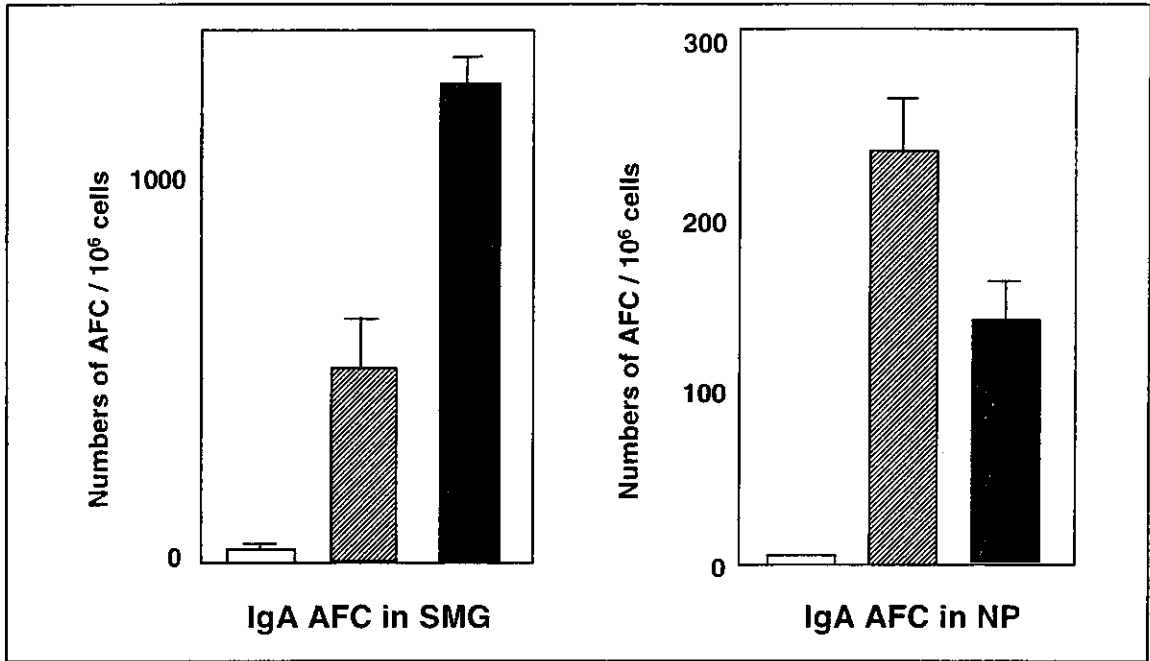 Numbers of AFC / 10⁶ cells
1000
0
IgA AFC in SMG
Numbers of AFC / 10⁶ cells
300
200
100
0
IgA AFC in NP